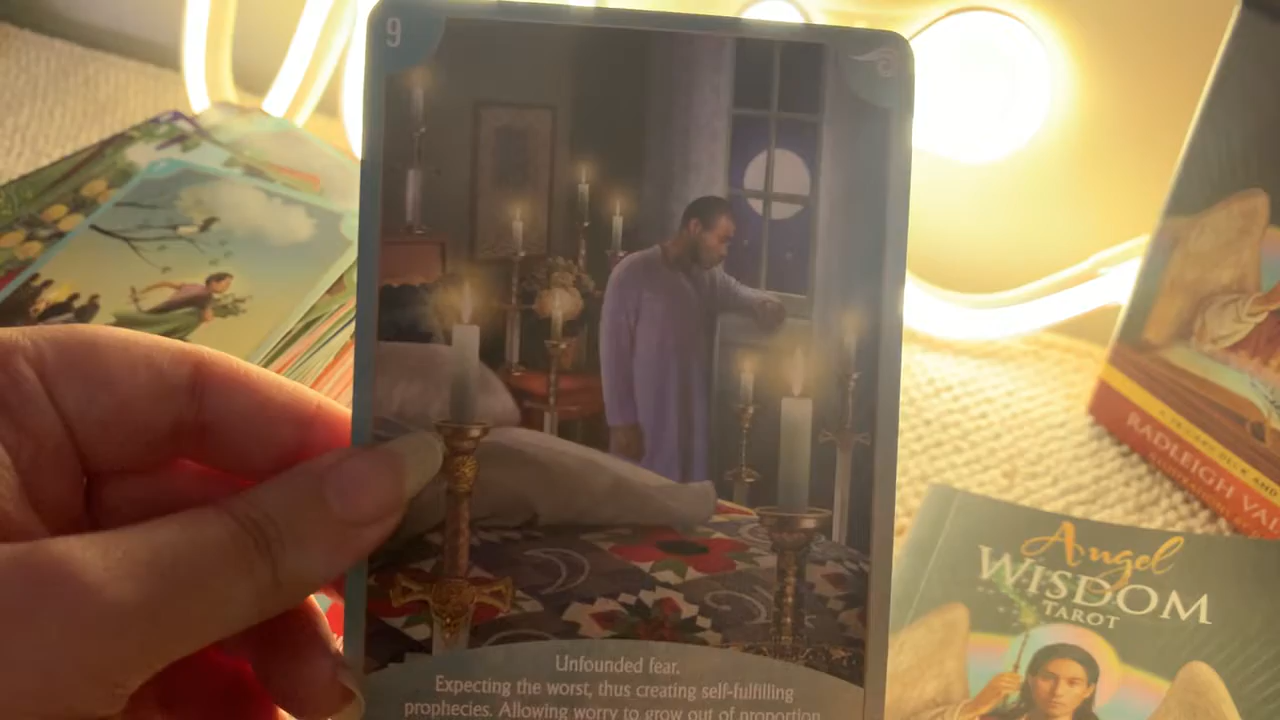 9
Unfounded fear.
Expecting the worst, thus creating self-fulfilling
prophecies. Allowing worry to grow out of proportion
Angel
WISDOM
TAROT
RADLEIGH VAL